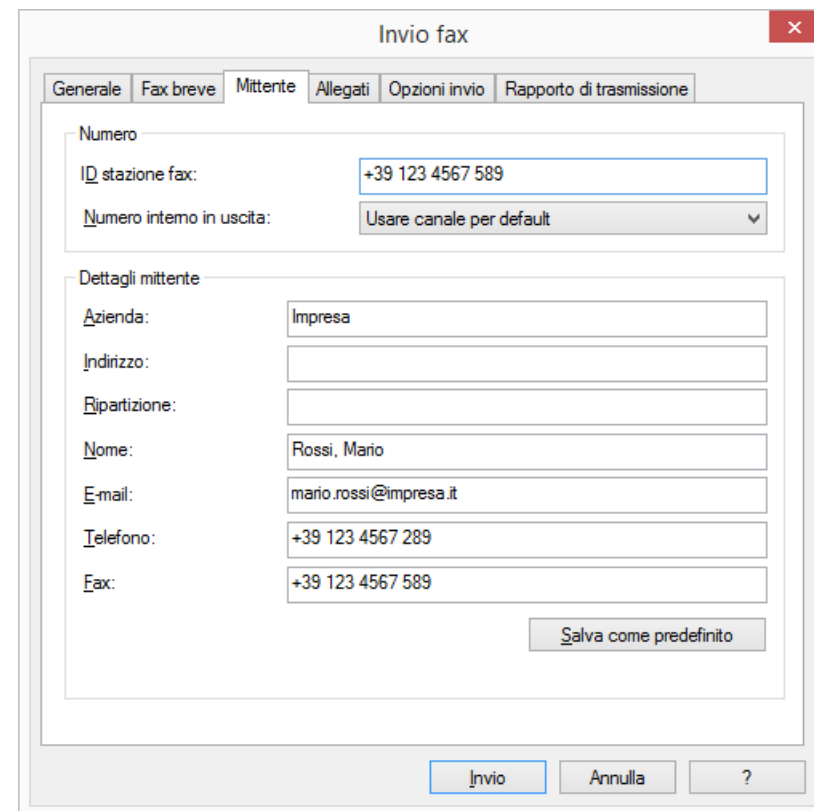 Invio fax
Generale Fax breve Mittente Allegati Opzioni invio Rapporto di trasmissione
Numero
ID stazione fax: +39 123 4567 589
Numero interno in uscita: Usare canale per default
Dettagli mittente
Azienda: Impresa
Indirizzo:
Ripartizione:
Nome: Rossi, Mario
E-mail: mario.rossi@impresa.it
Telefono: +39 123 4567 289
Fax: +39 123 4567 589
Salva come predefinito
Invio Annulla ?